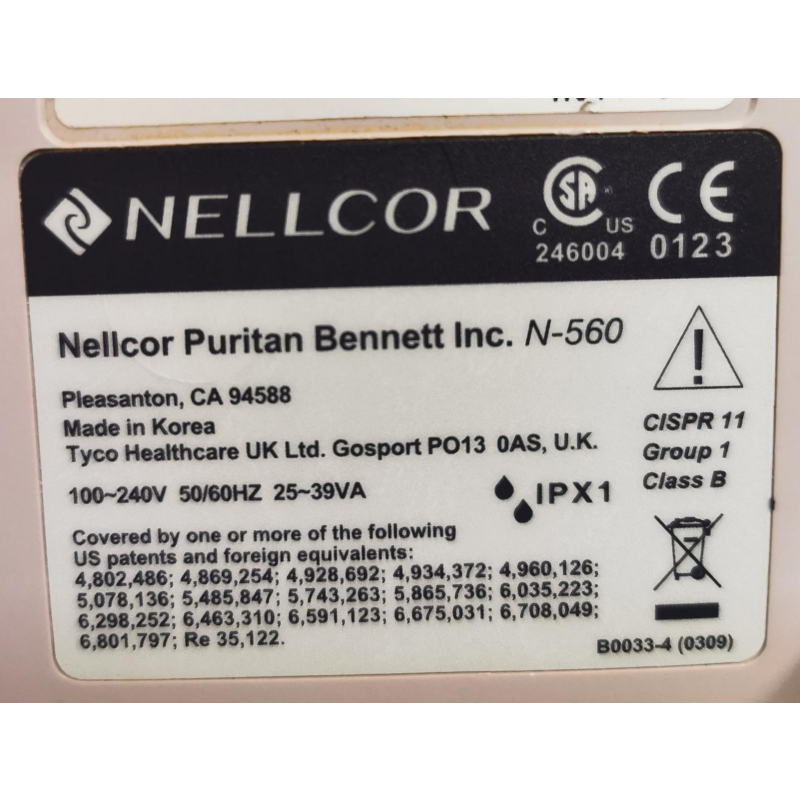 NELLCOR
SA
C US
246004
CE
0123
Nellcor Puritan Bennett Inc. N-560
Pleasanton, CA 94588
Made in Korea
Tyco Healthcare UK Ltd. Gosport PO13 0AS, U.K.
100~240V 50/60HZ 25~39VA
IPX1
!
CISPR 11
Group 1
Class B
Covered by one or more of the following
US patents and foreign equivalents:
4,802,486; 4,869,254; 4,928,692; 4,934,372; 4,960,126;
5,078,136; 5,485,847; 5,743,263; 5,865,736; 6,035,223;
6,298,252; 6,463,310; 6,591,123; 6,675,031; 6,708,049;
6,801,797; Re 35,122.
B0033-4 (0309)